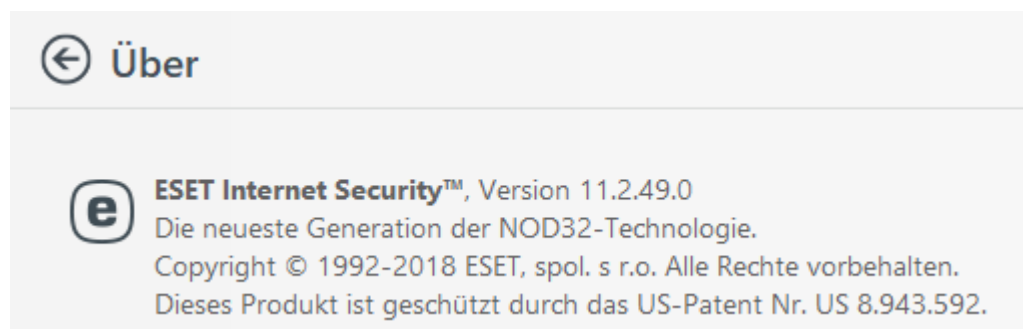 Über
ESET Internet Security™, Version 11.2.49.0
Die neueste Generation der NOD32-Technologie.
Copyright © 1992-2018 ESET, spol. s r.o. Alle Rechte vorbehalten.
Dieses Produkt ist geschützt durch das US-Patent Nr. US 8.943.592.